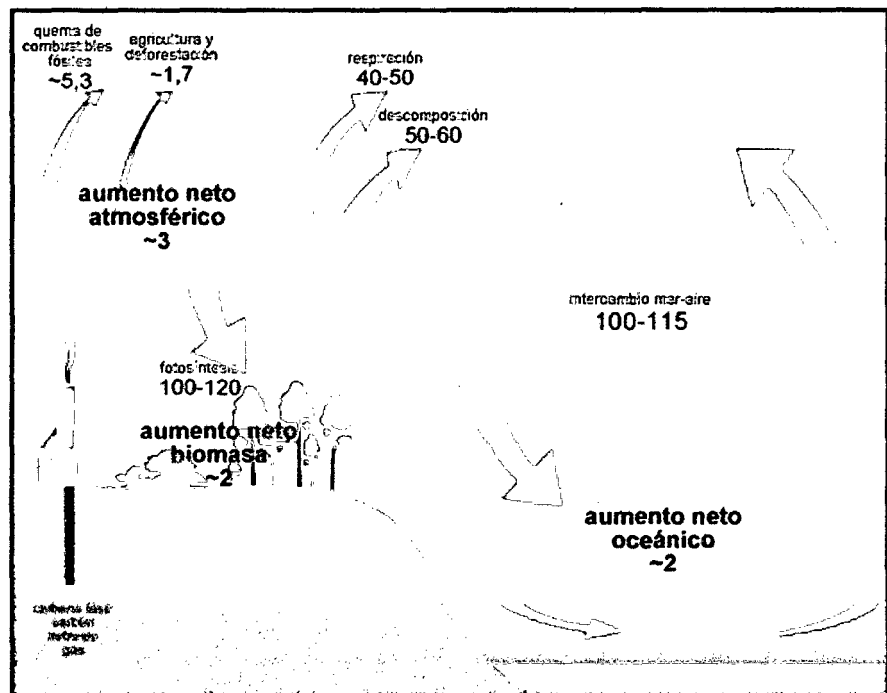 quema de
combustibles
fósiles
~5,3
agricultura y
deforestación
~1,7
respiración
40-50
descomposición
50-60
aumento neto
atmosférico
~3
intercambio mar-aire
100-115
fotosíntesis
100-120
aumento neto
biomasa
~2
aumento neto
oceánico
~2
gas